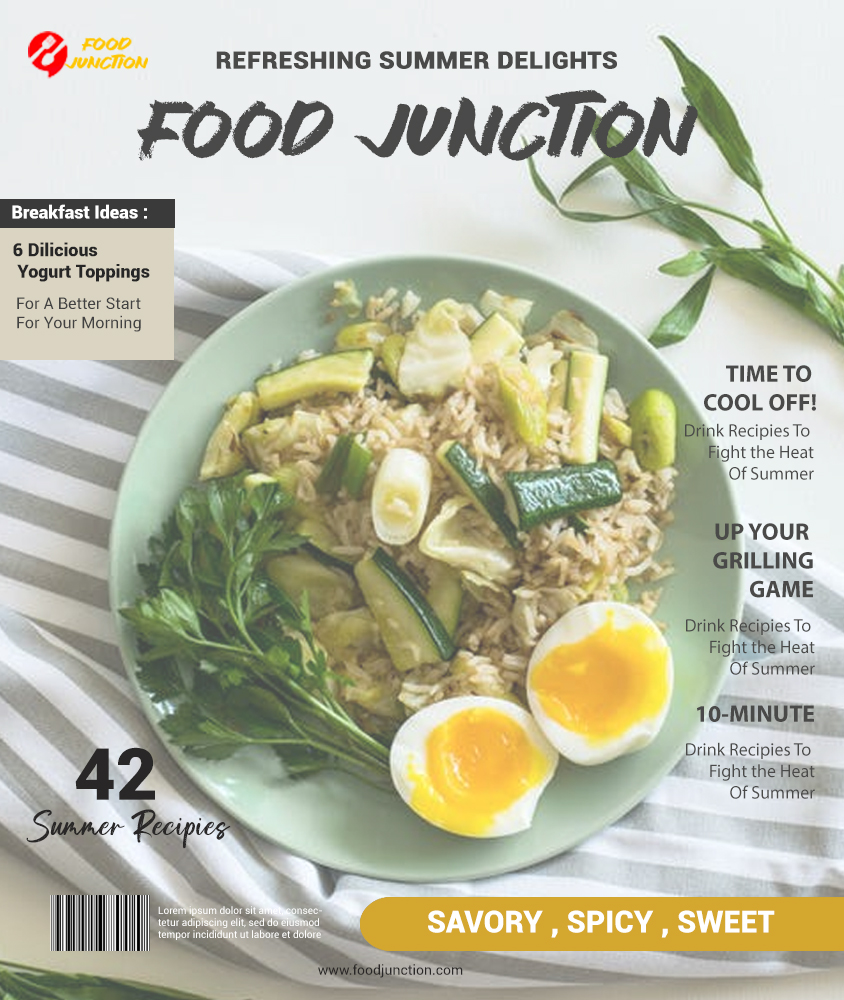 FOOD
JUNCTION
REFRESHING SUMMER DELIGHTS
FOOD JUNCTION
Breakfast Ideas :
6 Dilicious
Yogurt Toppings
For A Better Start
For Your Morning
TIME TO
COOL OFF!
Drink Recipies To
Fight the Heat
Of Summer
UP YOUR
GRILLING
GAME
Drink Recipies To
Fight the Heat
Of Summer
10-MINUTE
Drink Recipies To
Fight the Heat
Of Summer
42
Summer Recipies
Lorem ipsum dolor sit amet, consec-
tetur adipiscing elit, sed do eiusmod
tempor incididunt ut labore et dolore
SAVORY , SPICY , SWEET
www.foodjunction.com